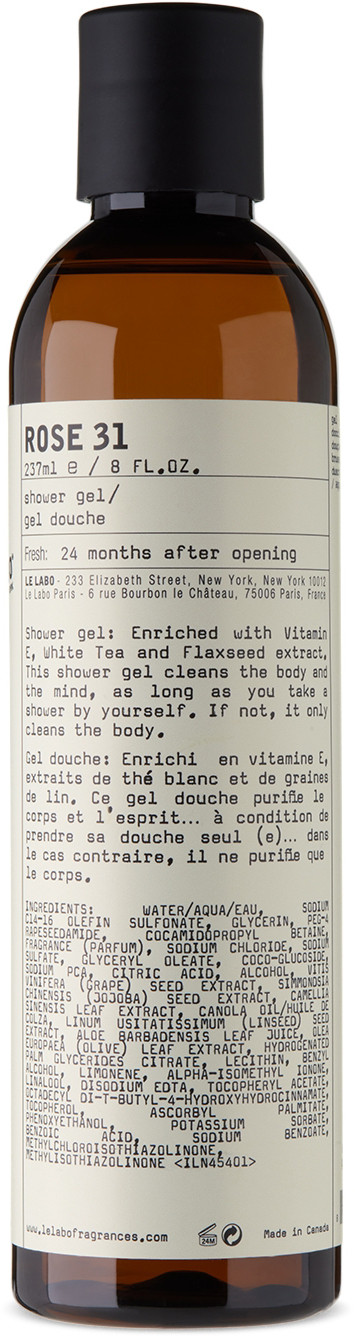 ROSE 31
237ml e / 8 FL.OZ.
shower gel/
gel douche
Fresh: 24 months after opening
LE LABO - 233 Elizabeth Street, New York, New York 10012
Le Labo Paris - 6 rue Bourbon le Château, 75006 Paris, France
Shower gel: Enriched with Vitamin
E, White Tea and Flaxseed extract,
This shower gel cleans the body and
the mind, as long as you take a
shower by yourself. If not, it only
cleans the body.
Gel douche: Enrichi en vitamine E,
extraits de thé blanc et de graines
de lin. Ce gel douche purifie le
corps et l'esprit... à condition de
prendre sa douche seul (e)... dans
le cas contraire, il ne purifie que
le corps.
INGREDIENTS: WATER/AQUA/EAU, SODIUM
C14-16 OLEFIN SULFONATE, GLYCERIN, PEG-4
RAPESEEDAMIDE, COCAMIDOPROPYL BETAINE,
FRAGRANCE (PARFUM), SODIUM CHLORIDE, SODIUM
SULFATE, GLYCERYL OLEATE, COCO-GLUCOSIDE,
SODIUM PCA, CITRIC ACID, ALCOHOL, VITIS
VINIFERA (GRAPE) SEED EXTRACT, SIMMONDSIA
CHINENSIS (JOJOBA) SEED EXTRACT, CAMELLIA
SINENSIS LEAF EXTRACT, CANOLA OIL/HUILE DE
COLZA, LINUM USITATISSIMUM (LINSEED) SEED
EXTRACT, ALOE BARBADENSIS LEAF JUICE, OLEA
EUROPAEA (OLIVE) LEAF EXTRACT, HYDROGENATED
PALM GLYCERIDES CITRATE, LECITHIN, BENZYL
ALCOHOL, LIMONENE, ALPHA-ISOMETHYL IONONE,
LINALOOL, DISODIUM EDTA, TOCOPHERYL ACETATE,
OCTADECYL DI-T-BUTYL-4-HYDROXYHYDROCINNAMATE,
TOCOPHEROL, ASCORBYL PALMITATE,
PHENOXYETHANOL, POTASSIUM SORBATE,
BENZOIC ACID, SODIUM BENZOATE,
METHYLCHLOROISOTHIAZOLINONE,
METHYLISOTHIAZOLINONE <ILN45401>
www.lelabofragrances.com 24M Made in Canada